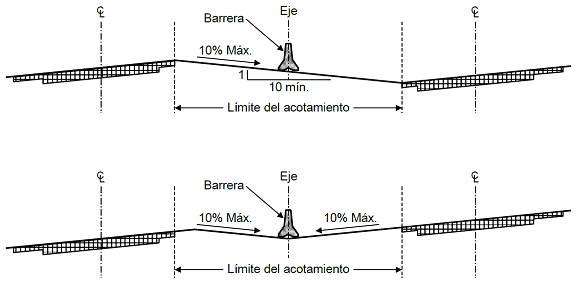 ℄ Eje ℄
Barrera
10% Máx.
1
10 mín.
Límite del acotamiento
℄ Eje ℄
Barrera
10% Máx. 10% Máx.
Límite del acotamiento